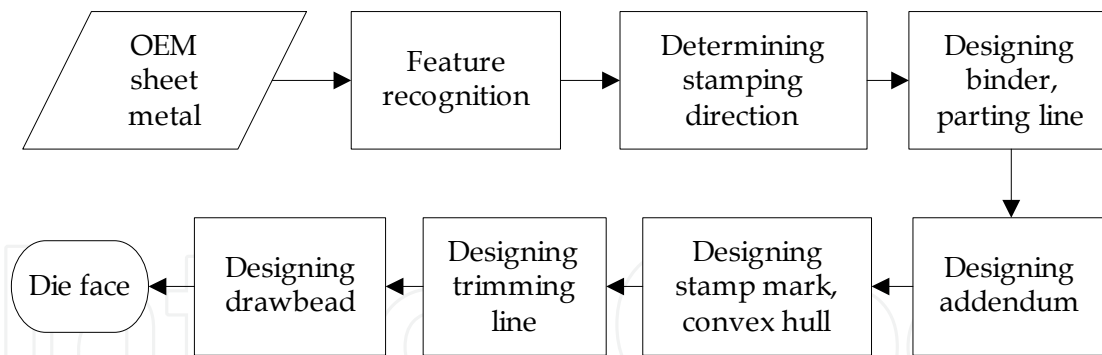 OEM
sheet
metal
Feature
recognition
Determining
stamping
direction
Designing
binder,
parting line
Designing
addendum
Designing
stamp mark,
convex hull
Designing
trimming
line
Designing
drawbead
Die face